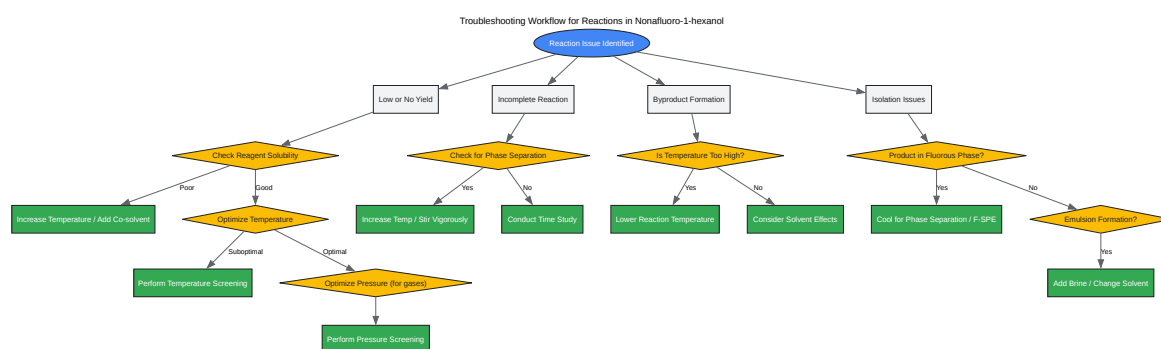 Troubleshooting Workflow for Reactions in Nonafluoro-1-hexanol
Reaction Issue Identified
Low or No Yield
Incomplete Reaction
Byproduct Formation
Isolation Issues
Check Reagent Solubility
Check for Phase Separation
Is Temperature Too High?
Product in Fluorous Phase?
Poor
Good
Yes
No
Yes
No
Yes
No
Increase Temperature / Add Co-solvent
Optimize Temperature
Increase Temp / Stir Vigorously
Conduct Time Study
Lower Reaction Temperature
Consider Solvent Effects
Cool for Phase Separation / F-SPE
Emulsion Formation?
Suboptimal
Optimal
Yes
Perform Temperature Screening
Optimize Pressure (for gases)
Add Brine / Change Solvent
Perform Pressure Screening